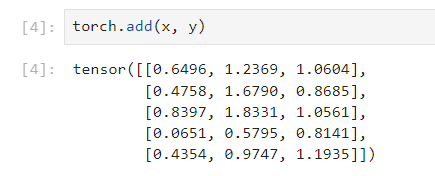 [4]: torch.add(x, y)
[4]: tensor([[0.6496, 1.2369, 1.0604],
[0.4758, 1.6790, 0.8685],
[0.8397, 1.8331, 1.0561],
[0.0651, 0.5795, 0.8141],
[0.4354, 0.9747, 1.1935]])